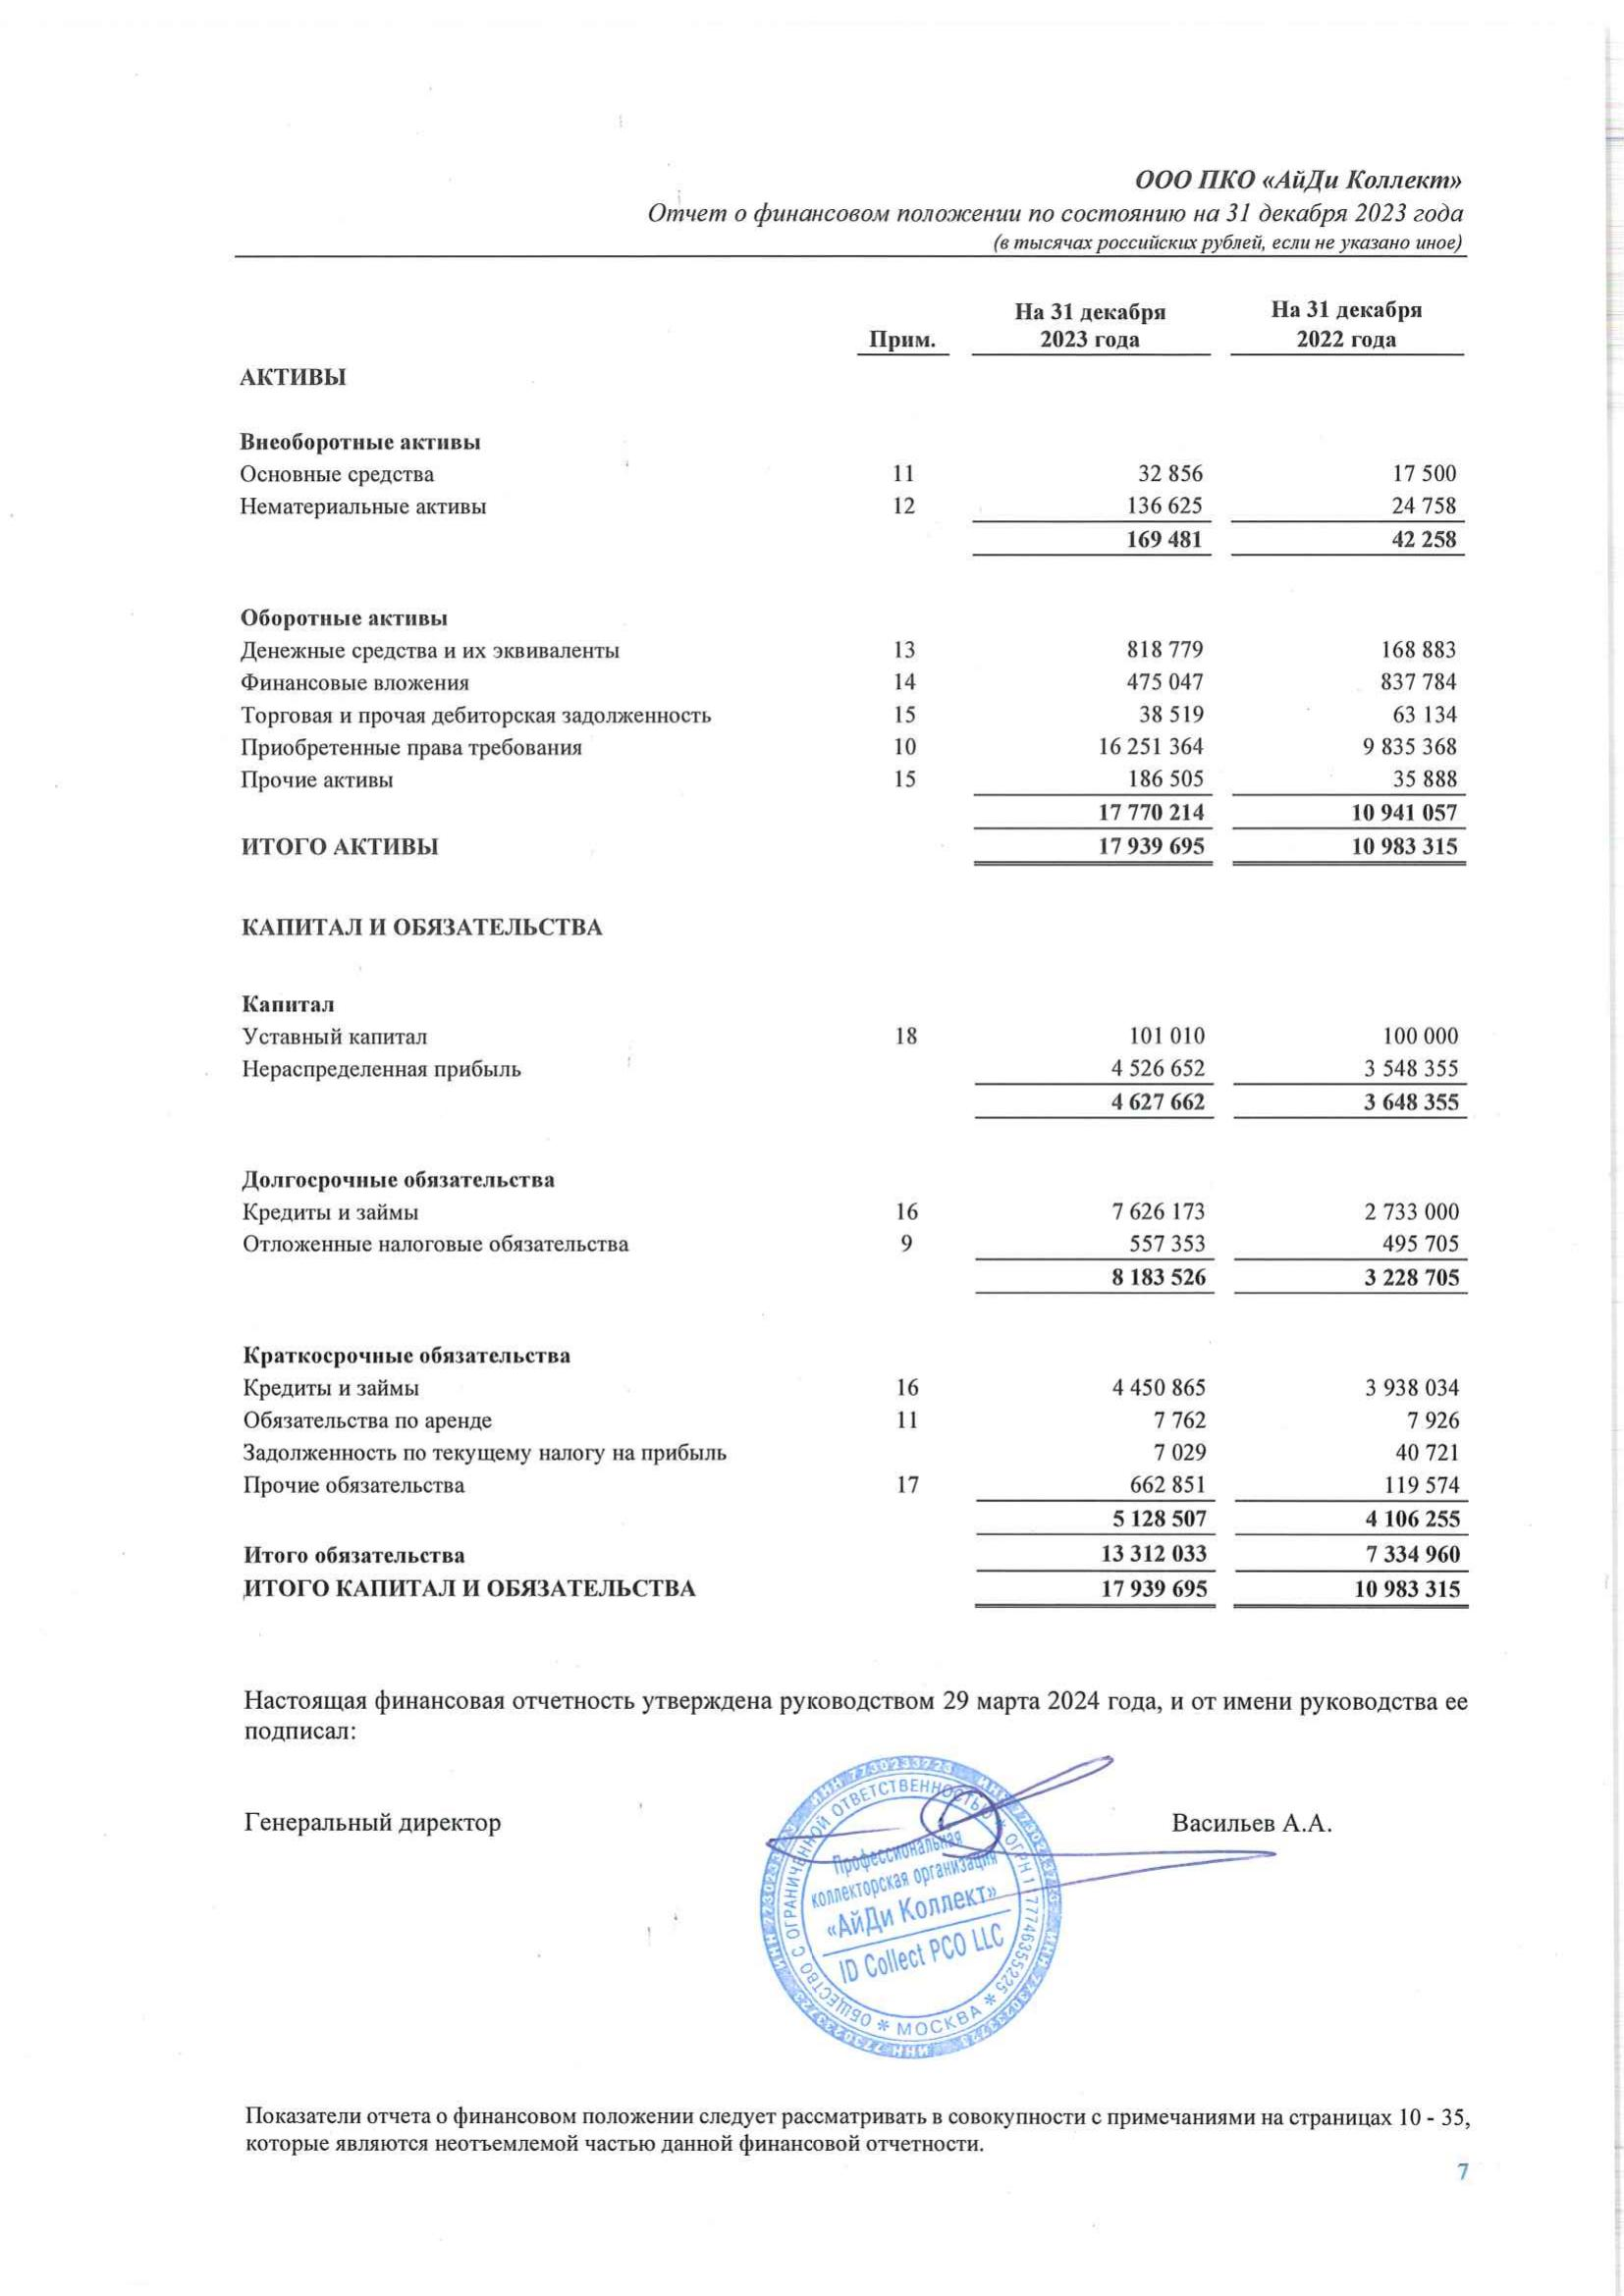 ООО ПКО «АйДи Коллект»
Отчет о финансовом положении по состоянию на 31 декабря 2023 года
(в тысячах российских рублей, если не указано иное)
Прим. На 31 декабря 2023 года На 31 декабря 2022 года
АКТИВЫ
Внеоборотные активы
Основные средства 11 32 856 17 500
Нематериальные активы 12 136 625 24 758
169 481 42 258
Оборотные активы
Денежные средства и их эквиваленты 13 818 779 168 883
Финансовые вложения 14 475 047 837 784
Торговая и прочая дебиторская задолженность 15 38 519 63 134
Приобретенные права требования 10 16 251 364 9 835 368
Прочие активы 15 186 505 35 888
17 770 214 10 941 057
ИТОГО АКТИВЫ 17 939 695 10 983 315
КАПИТАЛ И ОБЯЗАТЕЛЬСТВА
Капитал
Уставный капитал 18 101 010 100 000
Нераспределенная прибыль 4 526 652 3 548 355
4 627 662 3 648 355
Долгосрочные обязательства
Кредиты и займы 16 7 626 173 2 733 000
Отложенные налоговые обязательства 9 557 353 495 705
8 183 526 3 228 705
Краткосрочные обязательства
Кредиты и займы 16 4 450 865 3 938 034
Обязательства по аренде 11 7 762 7 926
Задолженность по текущему налогу на прибыль 7 029 40 721
Прочие обязательства 17 662 851 119 574
5 128 507 4 106 255
Итого обязательства 13 312 033 7 334 960
ИТОГО КАПИТАЛ И ОБЯЗАТЕЛЬСТВА 17 939 695 10 983 315
Настоящая финансовая отчетность утверждена руководством 29 марта 2024 года, и от имени руководства ее
подписал:
Генеральный директор Васильев А.А.
ОБЩЕСТВО С ОГРАНИЧЕННОЙ ОТВЕТСТВЕННОСТЬЮ * ОГРН 1177746355225 * МОСКВА *
ИНН 7730233723
Профессиональная
коллекторская организация
«АйДи Коллект»
ID Collect PCO LLC
Показатели отчета о финансовом положении следует рассматривать в совокупности с примечаниями на страницах 10 - 35,
которые являются неотъемлемой частью данной финансовой отчетности.
7